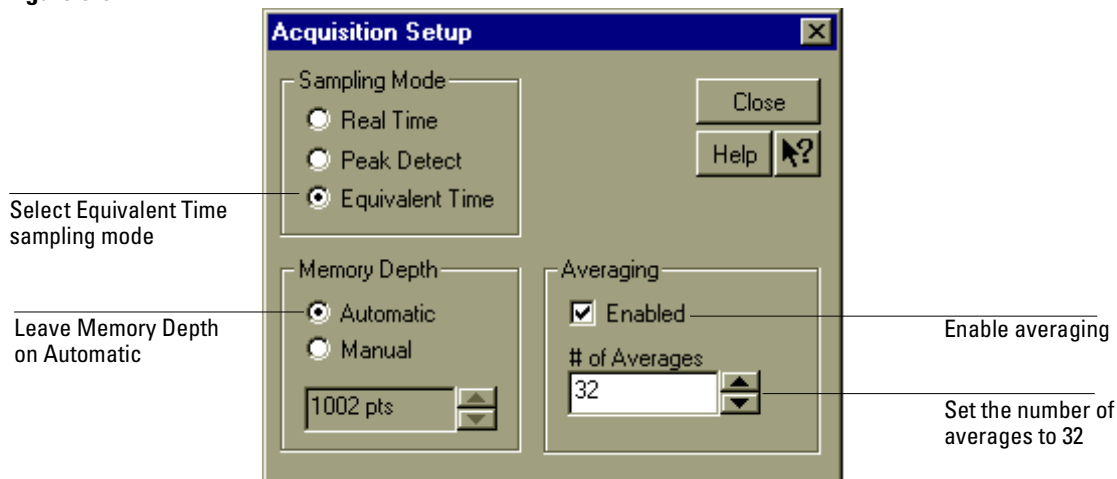 Acquisition Setup
Sampling Mode
Real Time
Peak Detect
Equivalent Time
Close
Help
Select Equivalent Time
sampling mode
Memory Depth
Automatic
Manual
1002 pts
Leave Memory Depth
on Automatic
Averaging
Enabled
# of Averages
32
Enable averaging
Set the number of
averages to 32